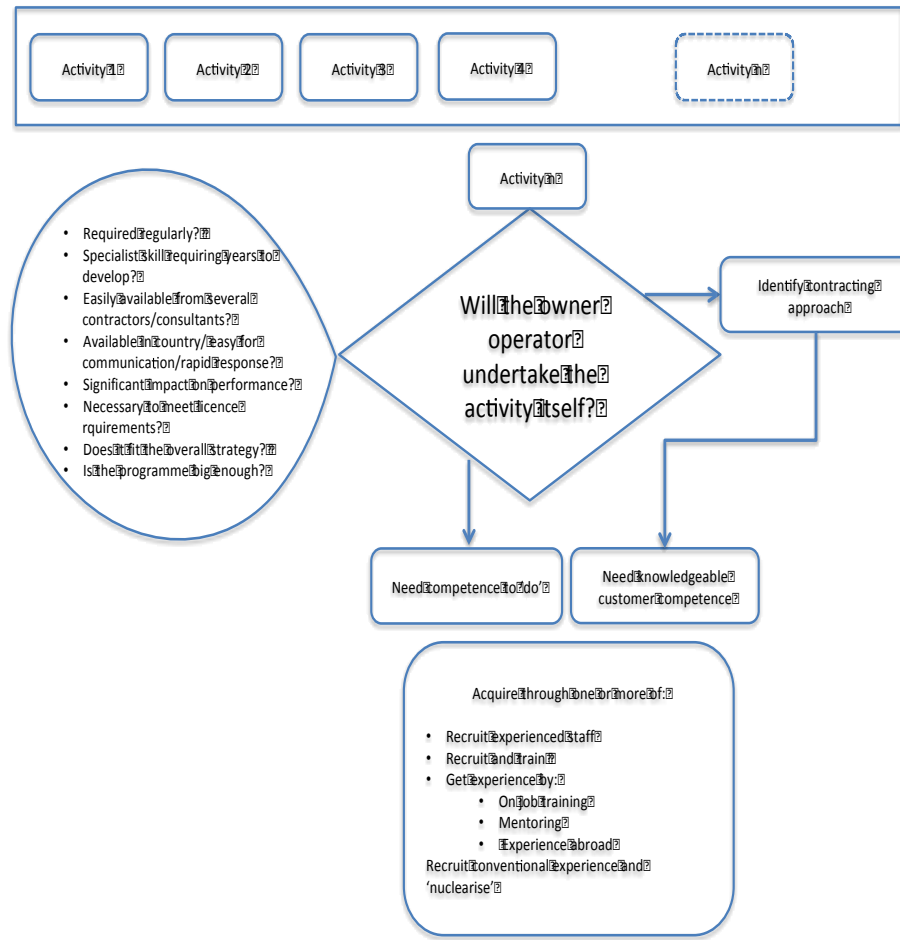 Activity 1
Activity 2
Activity 3
Activity 4
Activity n
Activity n
• Required regularly?
• Specialist skill requiring years to
develop?
• Easily available from several
contractors/consultants?
• Available in country/ easy for
communication/rapid response?
• Significant impact on performance?
• Necessary to meet licence
rquirements?
• Does it fit the overall strategy?
• Is the programme big enough?
Will the owner
operator
undertake the
activity itself?
Identify contracting
approach
Need competence to 'do'
Need knowledgeable
customer competence
Acquire through one or more of:
• Recruit experienced staff
• Recruit and train
• Get experience by:
• On job training
• Mentoring
• Experience abroad
Recruit conventional experience and
'nuclearise'